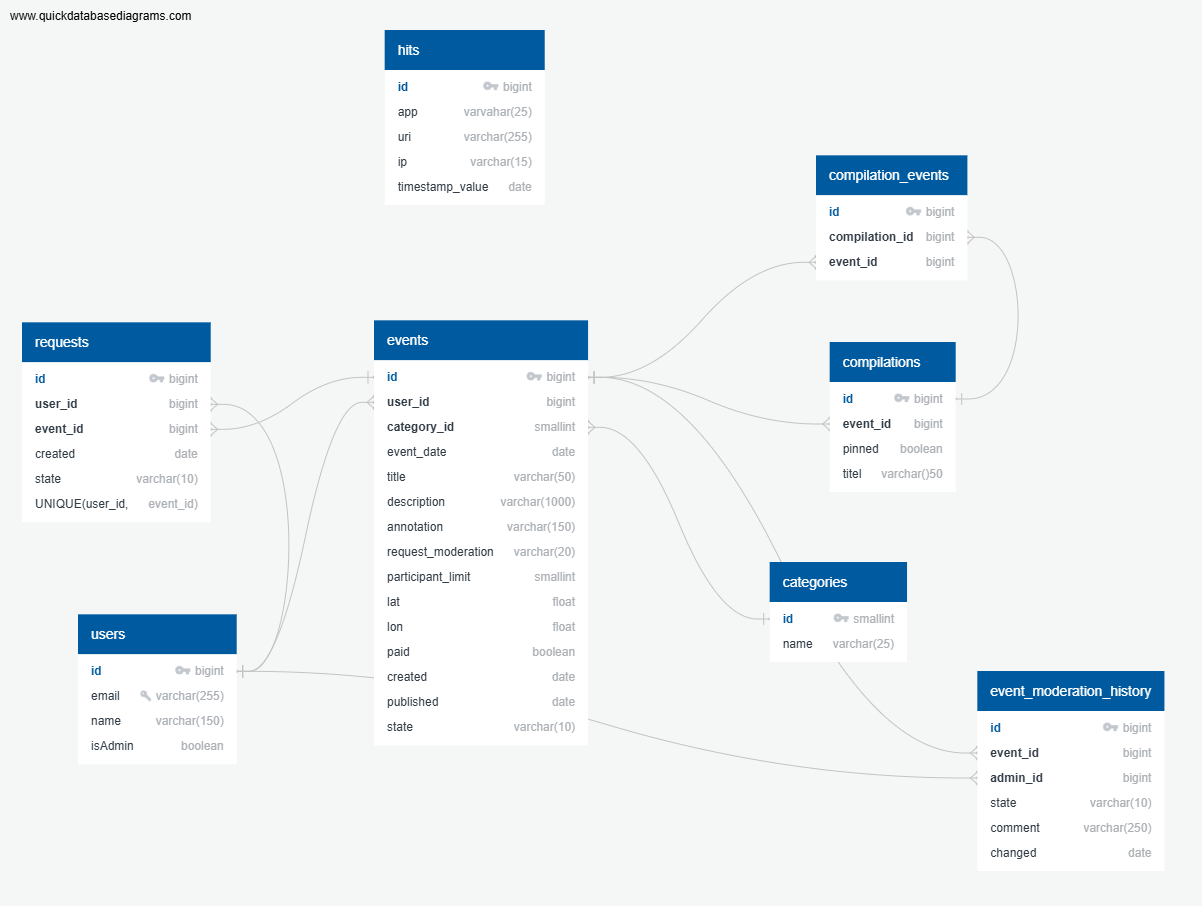 www.quickdatabasediagrams.com
hits
id bigint
app varvahar(25)
uri varchar(255)
ip varchar(15)
timestamp_value date
compilation_events
id bigint
compilation_id bigint
event_id bigint
requests
id bigint
user_id bigint
event_id bigint
created date
state varchar(10)
UNIQUE(user_id, event_id)
events
id bigint
user_id bigint
category_id smallint
event_date date
title varchar(50)
description varchar(1000)
annotation varchar(150)
request_moderation varchar(20)
participant_limit smallint
lat float
lon float
paid boolean
created date
published date
state varchar(10)
compilations
id bigint
event_id bigint
pinned boolean
titel varchar()50
categories
id smallint
name varchar(25)
users
id bigint
email varchar(255)
name varchar(150)
isAdmin boolean
event_moderation_history
id bigint
event_id bigint
admin_id bigint
state varchar(10)
comment varchar(250)
changed date